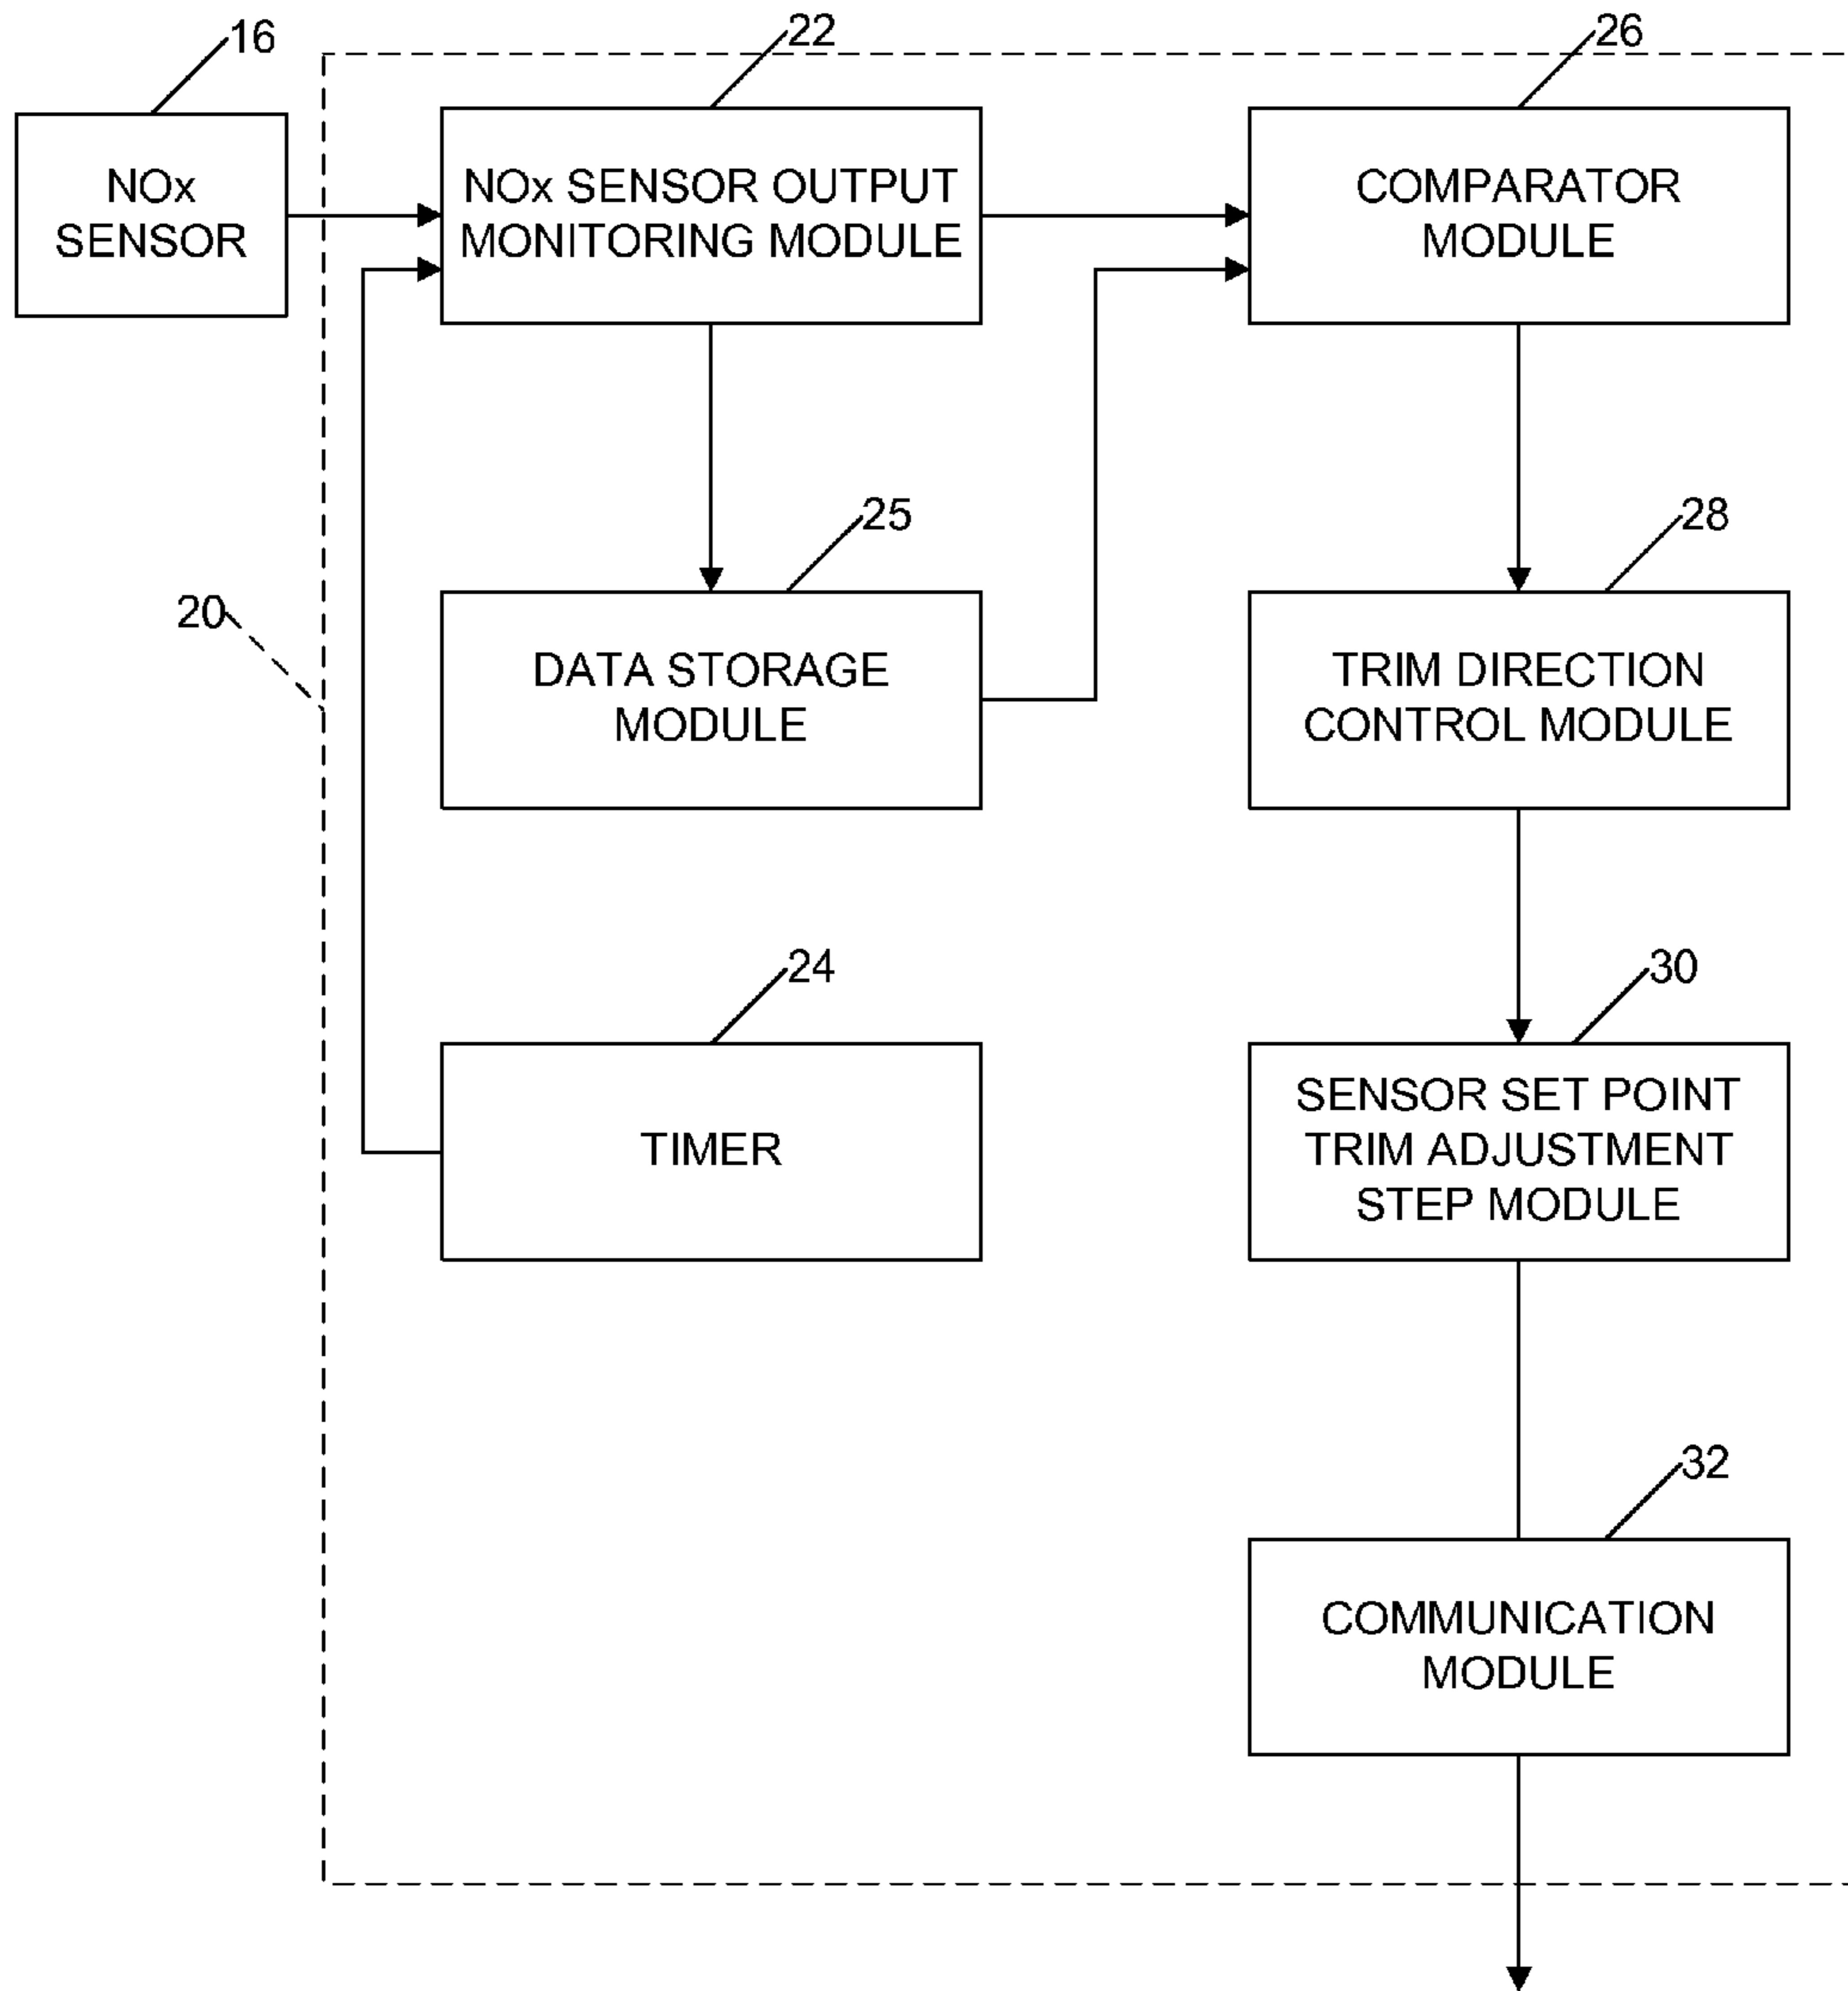 16
22
26
NOx
SENSOR
NOx SENSOR OUTPUT
MONITORING MODULE
COMPARATOR
MODULE
25
28
20
DATA STORAGE
MODULE
TRIM DIRECTION
CONTROL MODULE
24
30
TIMER
SENSOR SET POINT
TRIM ADJUSTMENT
STEP MODULE
32
COMMUNICATION
MODULE